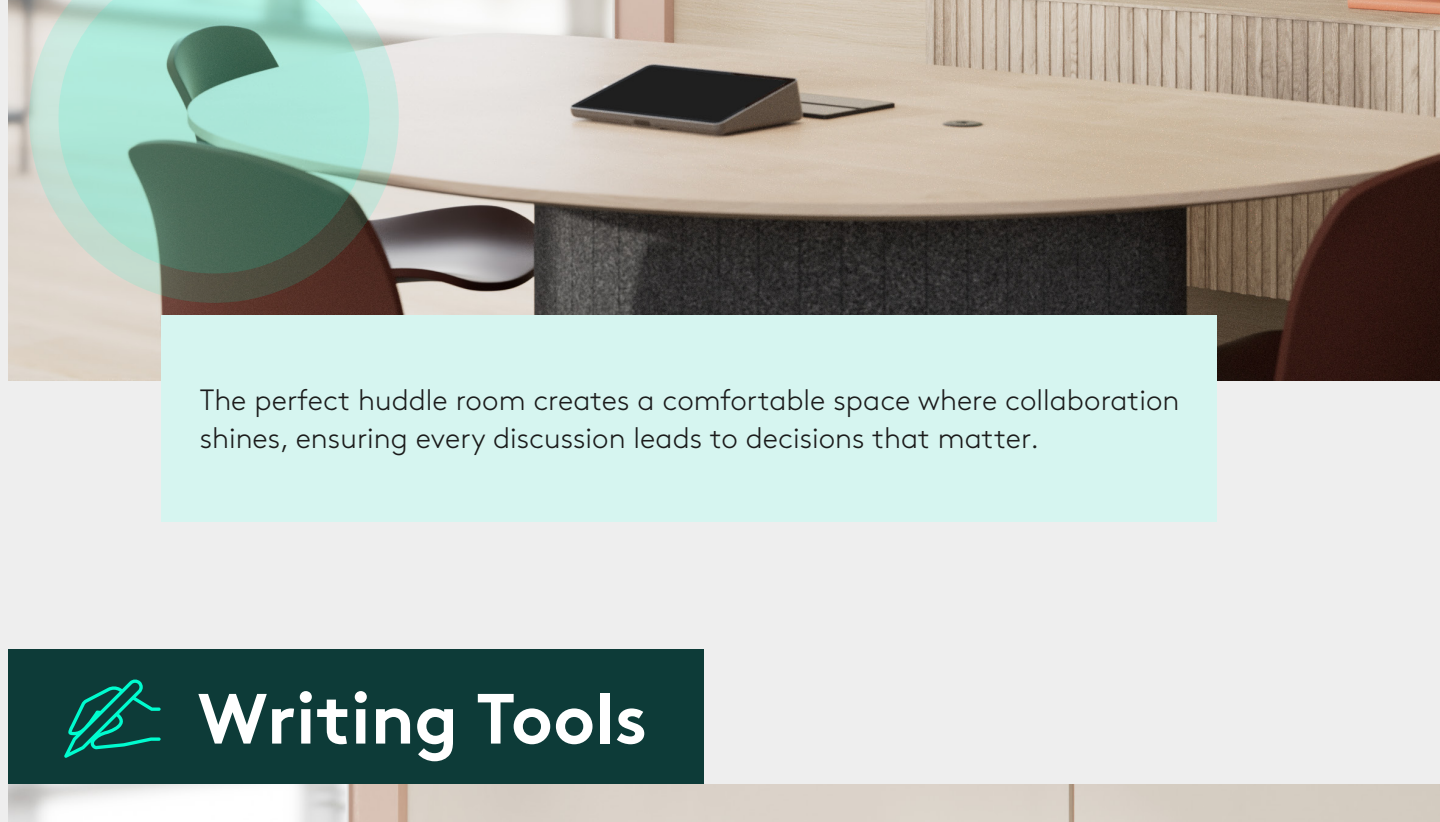 The perfect huddle room creates a comfortable space where collaboration
shines, ensuring every discussion leads to decisions that matter.
Writing Tools